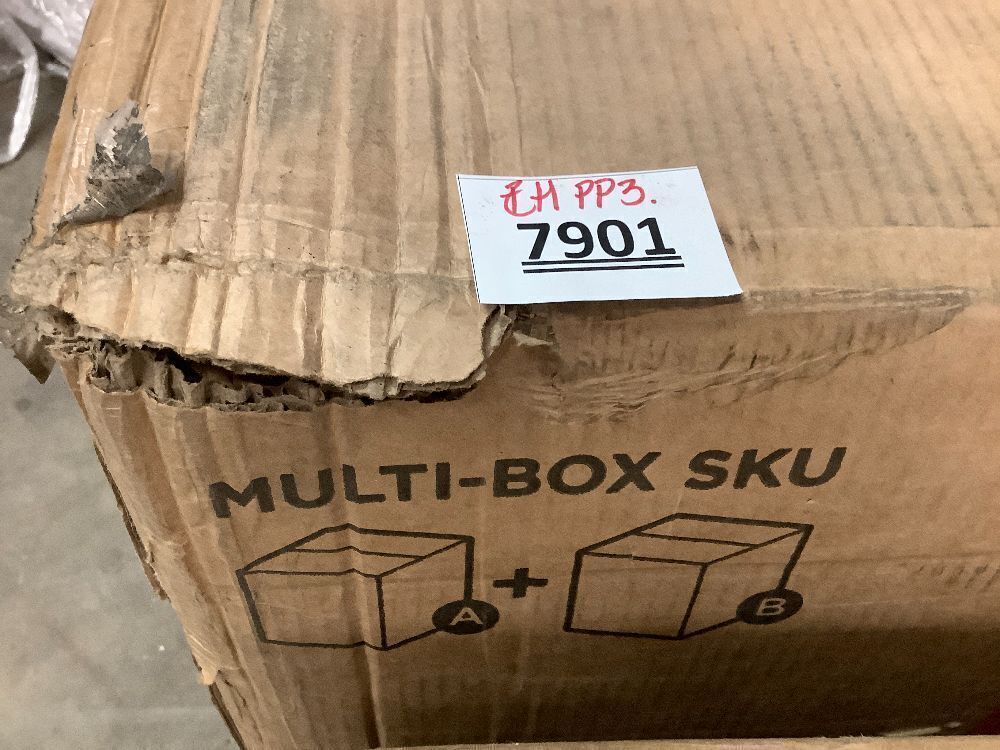 EH PP3.
7901
MULTI-BOX SKU
A + B